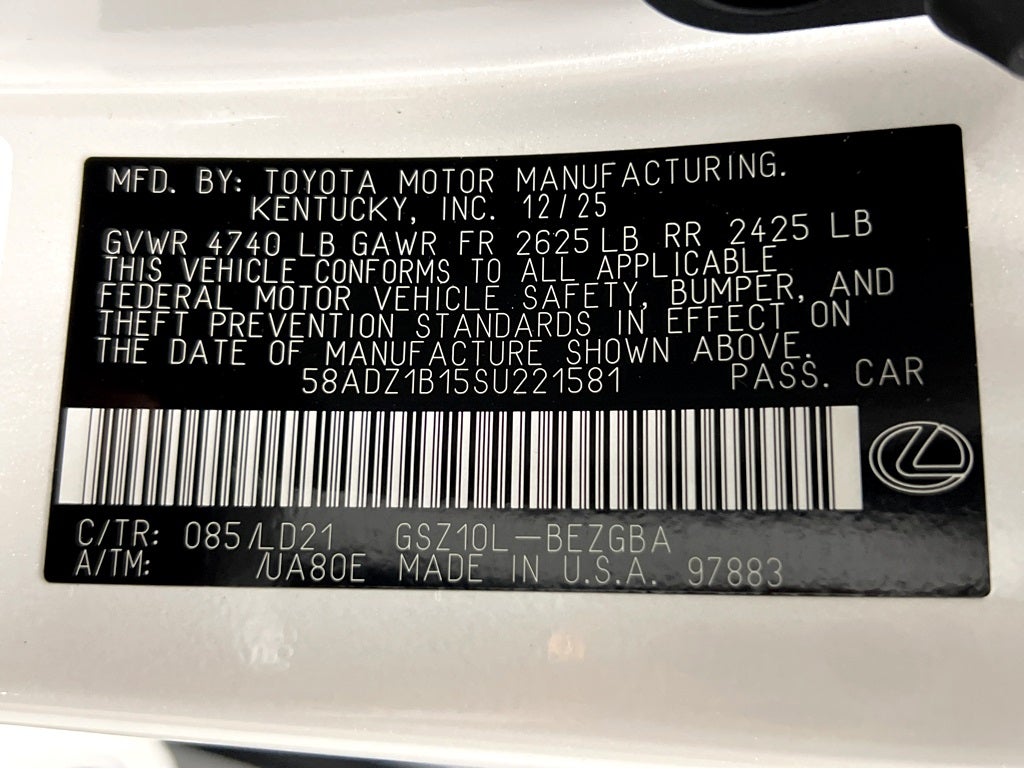 MFD. BY: TOYOTA MOTOR MANUFACTURING.
KENTUCKY, INC. 12/25
GVWR 4740 LB GAWR FR 2625 LB RR 2425 LB
THIS VEHICLE CONFORMS TO ALL APPLICABLE
FEDERAL MOTOR VEHICLE SAFETY, BUMPER, AND
THEFT PREVENTION STANDARDS IN EFFECT ON
THE DATE OF MANUFACTURE SHOWN ABOVE.
58ADZ1B15SU221581 PASS. CAR
C/TR: 085/LD21 GSZ10L-BEZGBA
A/TM: /UA80E MADE IN U.S.A. 97883